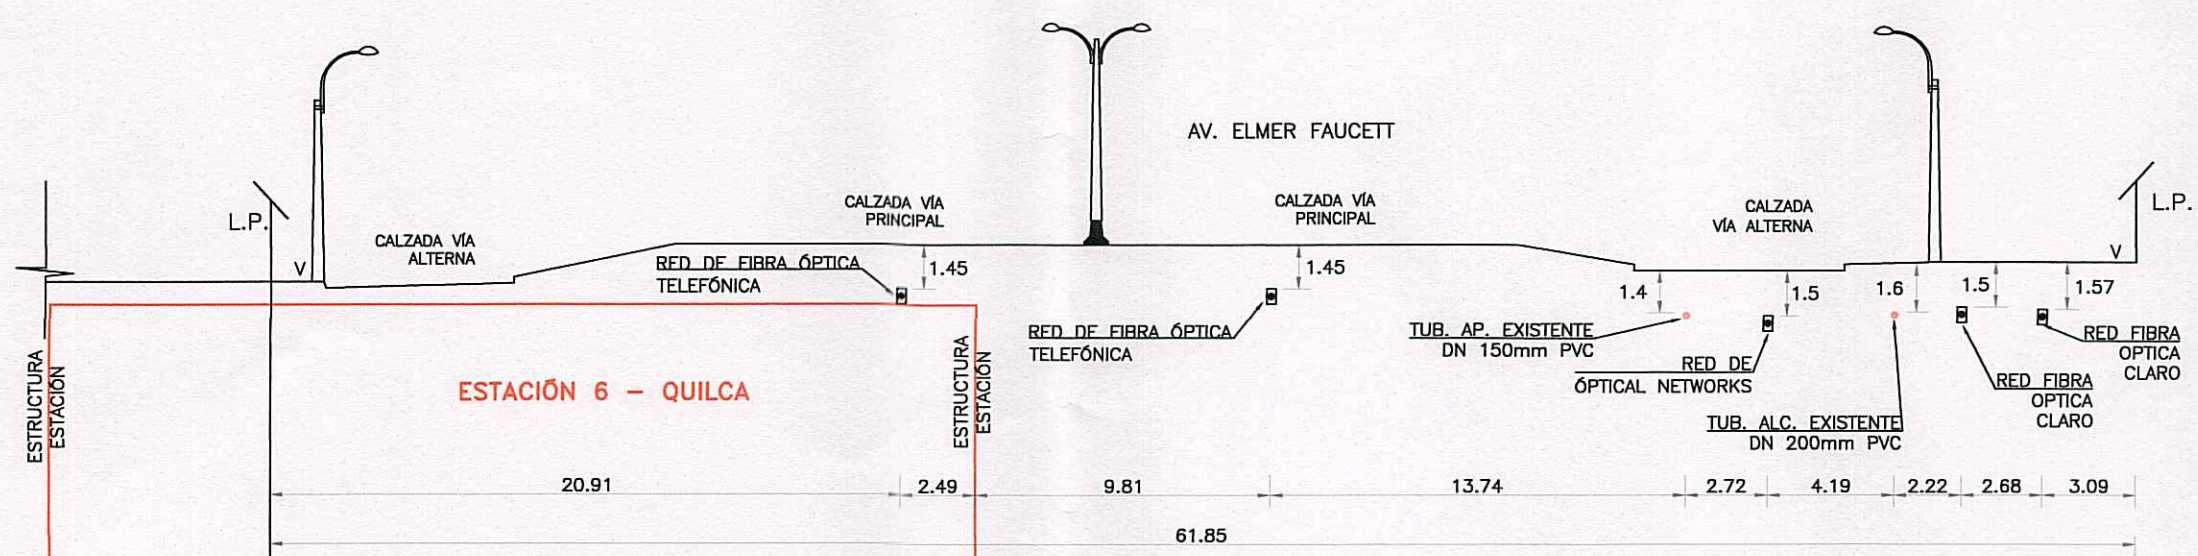 AV. ELMER FAUCETT
L.P.
V
CALZADA VÍA
ALTERNA
CALZADA VÍA
PRINCIPAL
CALZADA VÍA
PRINCIPAL
CALZADA
VÍA ALTERNA
L.P.
V
RED DE FIBRA ÓPTICA
TELEFÓNICA
1.45
1.45
1.4
1.5
1.6
1.5
1.57
RED DE FIBRA ÓPTICA
TELEFÓNICA
TUB. AP. EXISTENTE
DN 150mm PVC
RED DE
ÓPTICAL NETWORKS
TUB. ALC. EXISTENTE
DN 200mm PVC
RED FIBRA
OPTICA
CLARO
RED FIBRA
OPTICA
CLARO
ESTRUCTURA
ESTACIÓN
ESTACIÓN 6 – QUILCA
ESTRUCTURA
ESTACIÓN
20.91
2.49
9.81
13.74
2.72
4.19
2.22
2.68
3.09
61.85